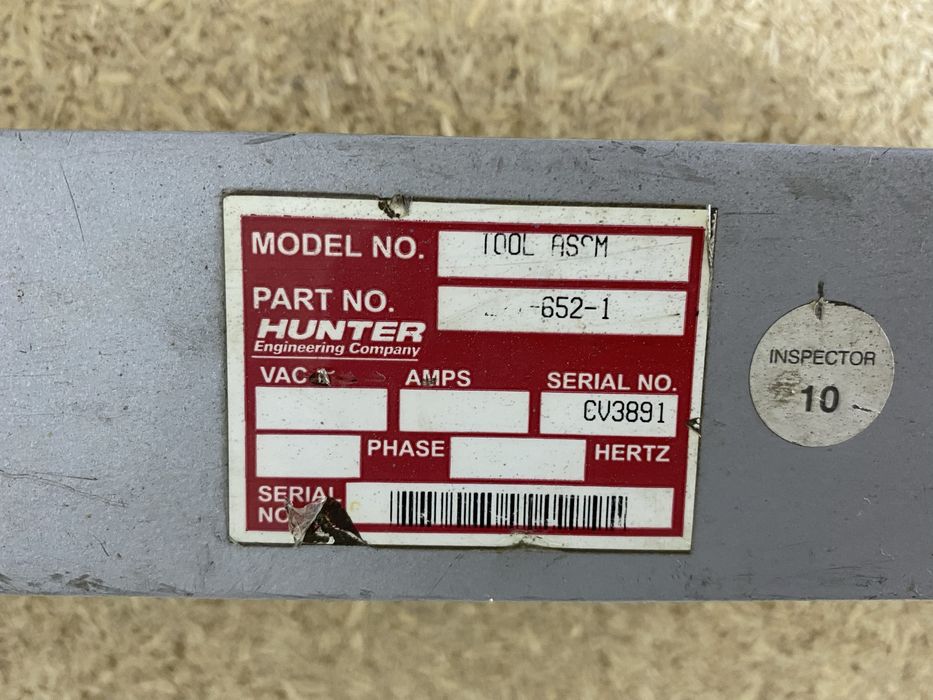 MODEL NO. TOOL ASSM
PART NO. -652-1
HUNTER
Engineering Company
VAC AMPS SERIAL NO.
CV3891
PHASE HERTZ
SERIAL
NO.
INSPECTOR
10